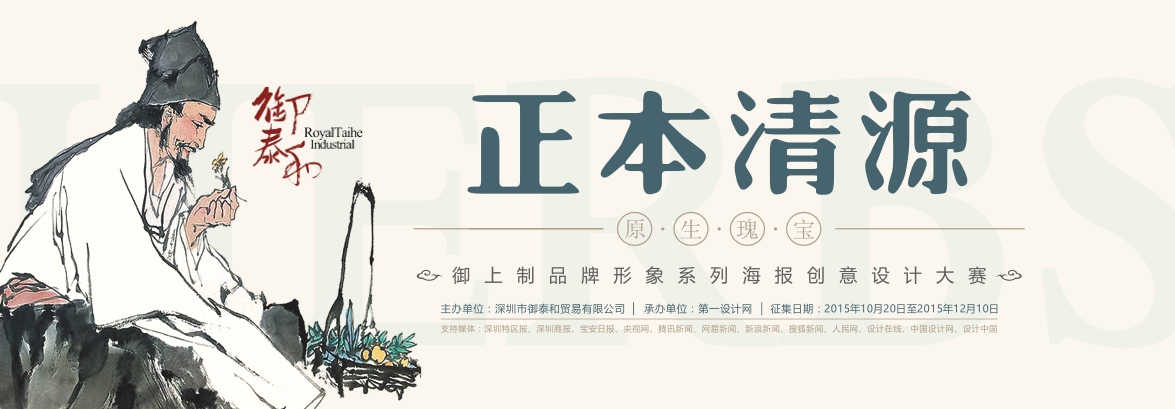 御泰和
RoyalTaihe
Industrial
HERBS
正本清源
原·生·瑰·宝
御上制品牌形象系列海报创意设计大赛
主办单位：深圳市御泰和贸易有限公司 | 承办单位：第一设计网 | 征集日期：2015年10月20日至2015年12月10日
支持媒体：深圳特区报、深圳商报、宝安日报、央视网、腾讯新闻、网易新闻、新浪新闻、搜狐新闻、人民网、设计在线、中国设计网、设计中国